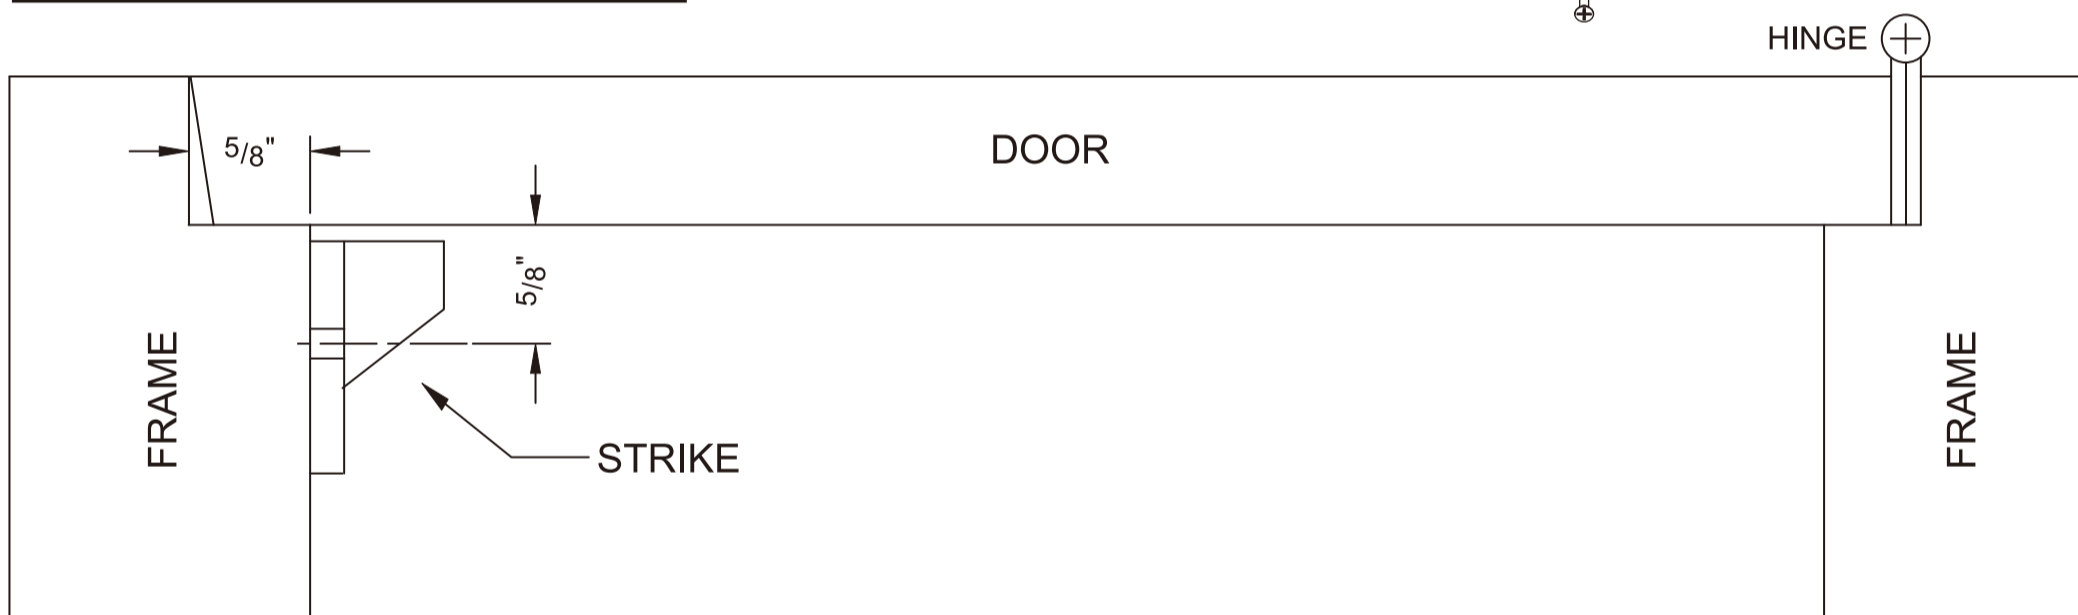 HINGE
5/8"
DOOR
5/8"
FRAME
FRAME
STRIKE